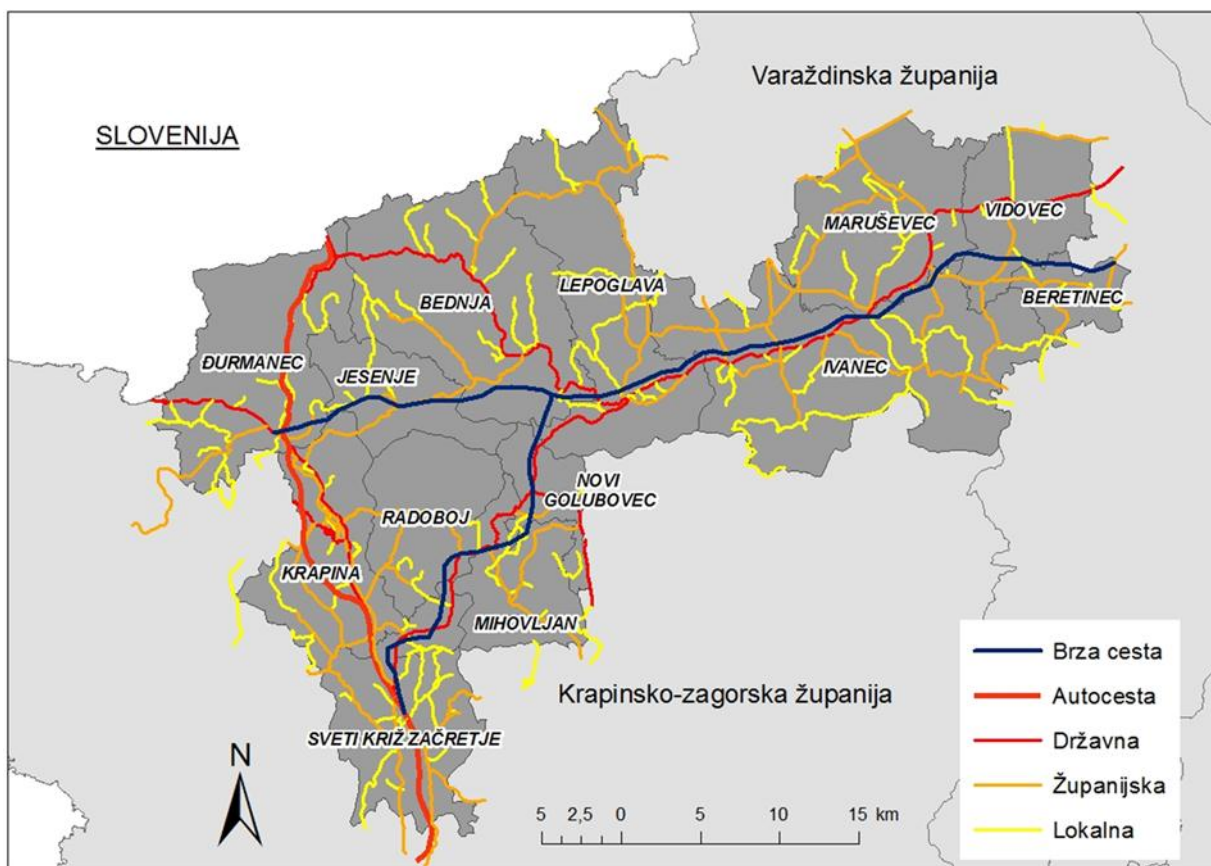 Varaždinska županija
SLOVENIJA
MARUŠEVEC
VIDOVEC
BEDNJA
LEPOGLAVA
BERETINEC
ĐURMANEC
JESENJE
IVANEC
NOVI
GOLUBOVEC
RADOBOJ
KRAPINA
MIHOVLJAN
Krapinsko-zagorska županija
SVETI KRIŽ ZAČRETJE
N
5 2,5 0 5 10 15 km
Brza cesta
Autocesta
Državna
Županijska
Lokalna